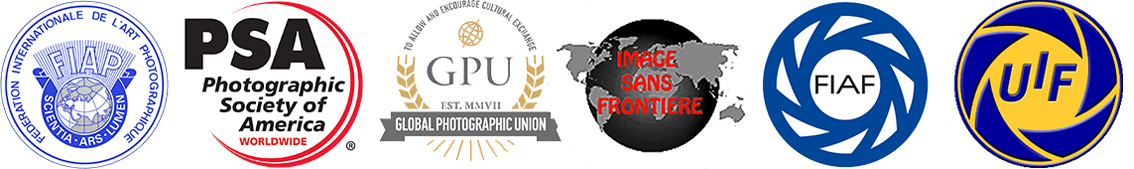 FEDERATION INTERNATIONALE DE L'ART PHOTOGRAPHIQUE
FIAP
SCIENTIA·ARS·LUMEN
PSA
Photographic
Society of
America
WORLDWIDE
®
TO ALLOW AND ENCOURAGE CULTURAL EXCHANGE
GPU
EST. MMVII
GLOBAL PHOTOGRAPHIC UNION
IMAGE
SANS
FRONTIERE
FIAF
UIF